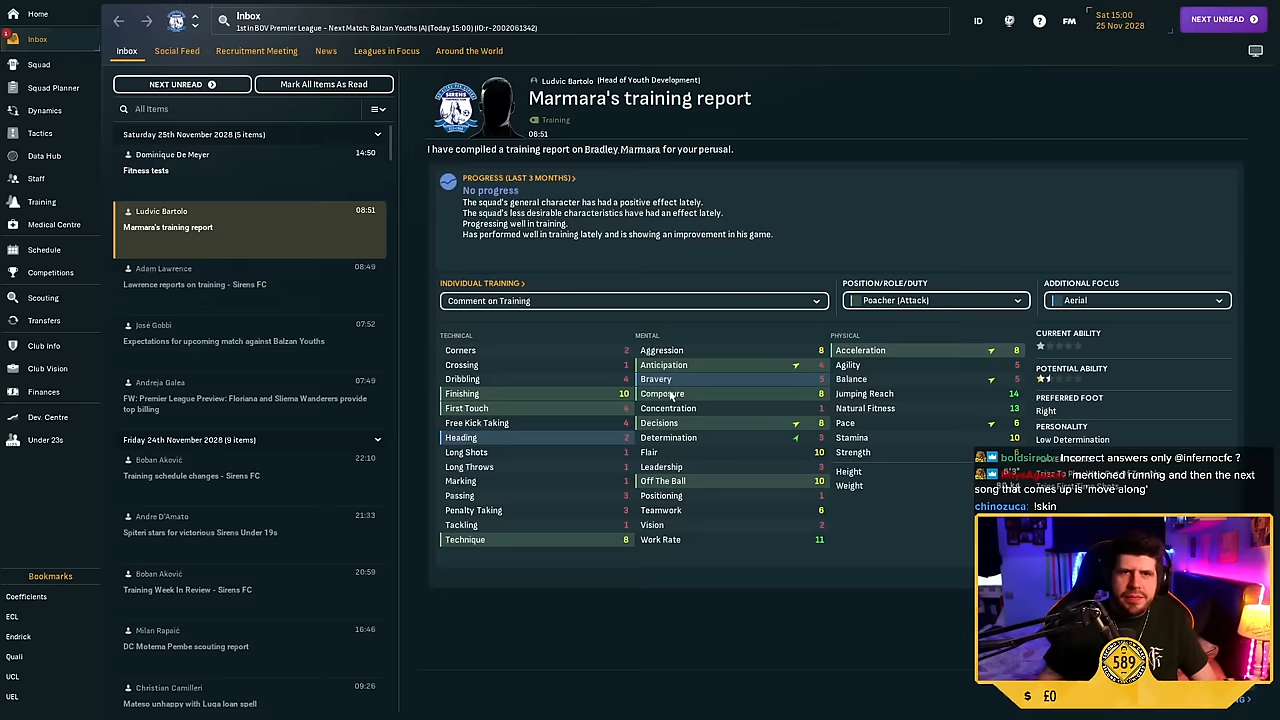 Home
Inbox
Squad
Squad Planner
Dynamics
Tactics
Data Hub
Staff
Training
Medical Centre
Schedule
Competitions
Scouting
Transfers
Club Info
Club Vision
Finances
Dev. Centre
Under 23s
Bookmarks
Coefficients
ECL
Endrick
Quali
UCL
UEL
Inbox
1st in BOV Premier League - Next Match: Balzan Youths (A) (Today 15:00) (ID:r-2002061342)
ID
FM
Sat 15:00
25 Nov 2028
NEXT UNREAD
Inbox Social Feed Recruitment Meeting News Leagues in Focus Around the World
NEXT UNREAD Mark All Items As Read
All Items
Saturday 25th November 2028 (5 items)
Dominique De Meyer 14:50
Fitness tests
Ludvic Bartolo 08:51
Marmara's training report
Adam Lawrence 08:49
Lawrence reports on training - Sirens FC
José Gobbi 07:52
Expectations for upcoming match against Balzan Youths
Andreja Galea 07:49
FW: Premier League Preview: Floriana and Sliema Wanderers provide
top billing
Friday 24th November 2028 (9 items)
Boban Aković 22:10
Training schedule changes - Sirens FC
Andre D'Amato 21:33
Spiteri stars for victorious Sirens Under 19s
Boban Aković 20:59
Training Week In Review - Sirens FC
Milan Rapaić 16:46
DC Motema Pembe scouting report
Christian Camilleri 09:26
Mateso unhappy with Luqa loan spell
SIRENS
Ludvic Bartolo (Head of Youth Development)
Marmara's training report
Training
08:51
I have compiled a training report on Bradley Marmara for your perusal.
PROGRESS (LAST 3 MONTHS)
No progress
The squad's general character has had a positive effect lately.
The squad's less desirable characteristics have had an effect lately.
Progressing well in training.
Has performed well in training lately and is showing an improvement in his game.
INDIVIDUAL TRAINING
Comment on Training
POSITION/ROLE/DUTY
Poacher (Attack)
ADDITIONAL FOCUS
Aerial
TECHNICAL
Corners 2
Crossing 1
Dribbling 4
Finishing 10
First Touch 4
Free Kick Taking 4
Heading 2
Long Shots 1
Long Throws 1
Marking 1
Passing 3
Penalty Taking 3
Tackling 1
Technique 8
MENTAL
Aggression 8
Anticipation 4
Bravery 5
Composure 8
Concentration 1
Decisions 8
Determination 3
Flair 10
Leadership 3
Off The Ball 10
Positioning 1
Teamwork 6
Vision 2
Work Rate 11
PHYSICAL
Acceleration 8
Agility 5
Balance 5
Jumping Reach 14
Natural Fitness 13
Pace 6
Stamina 10
Strength
Height
Weight
CURRENT ABILITY
POTENTIAL ABILITY
PREFERRED FOOT
Right
PERSONALITY
Low Determination
boldsirbob: Incorrect answers only @infernocfc ?
mentioned running and then the next
song that comes up is 'move along'
chinozuca: !skin
589
$ £0